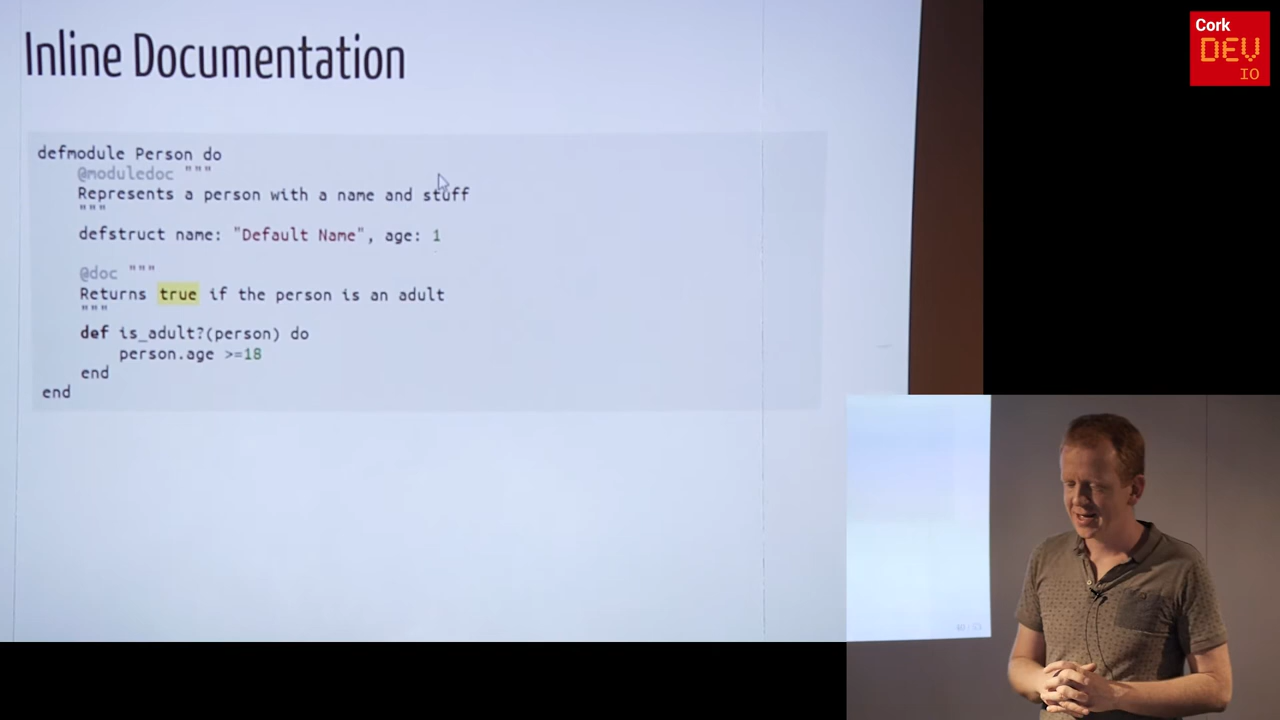 Inline Documentation
defmodule Person do
@moduledoc """
Represents a person with a name and stuff
"""
defstruct name: "Default Name", age: 1
@doc """
Returns true if the person is an adult
"""
def is_adult?(person) do
person.age >=18
end
end
Cork
DEV
IO